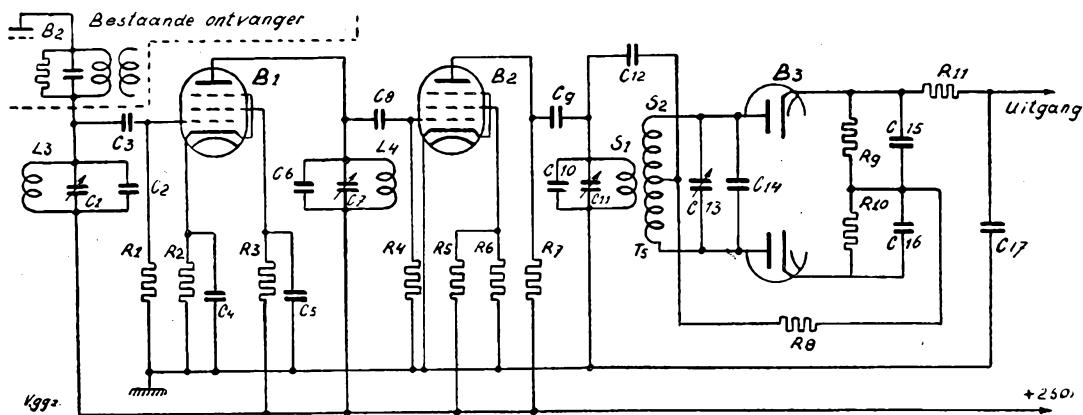 Bestaande ontvanger
B2
C3
B1
C8
B2
C9
C12
B3
R11
Uitgang
S2
S1
L3
C1
C2
C6
C7
L4
C10
C11
C13
C14
R9
C15
R10
C16
C17
Ts
R1
R2
C4
R3
C5
R4
R5
R6
R7
R8
+250